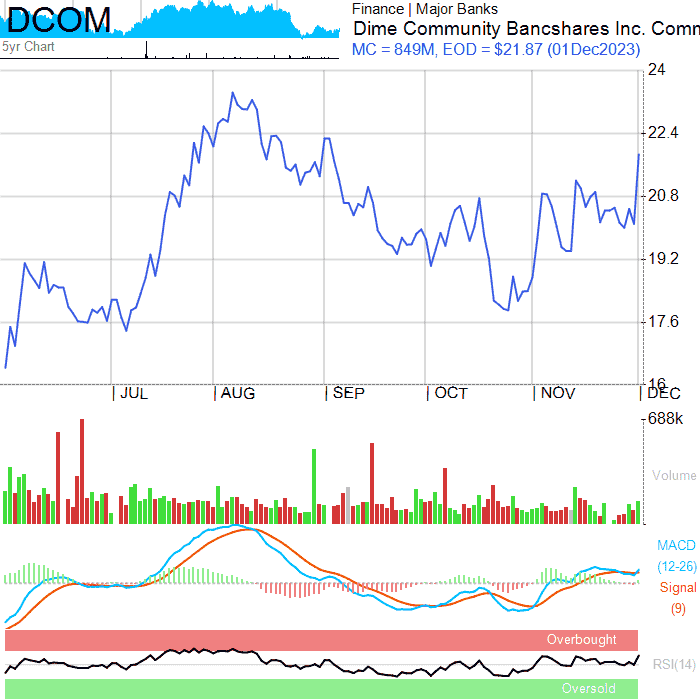 DCOM
5yr Chart
Finance | Major Banks
Dime Community Bancshares Inc. Comm
MC = 849M, EOD = $21.87 (01Dec2023)
24
22.4
20.8
19.2
17.6
16
JUL AUG SEP OCT NOV DEC
688k
Volume
MACD
(12-26)
Signal
(9)
Overbought
RSI(14)
Oversold